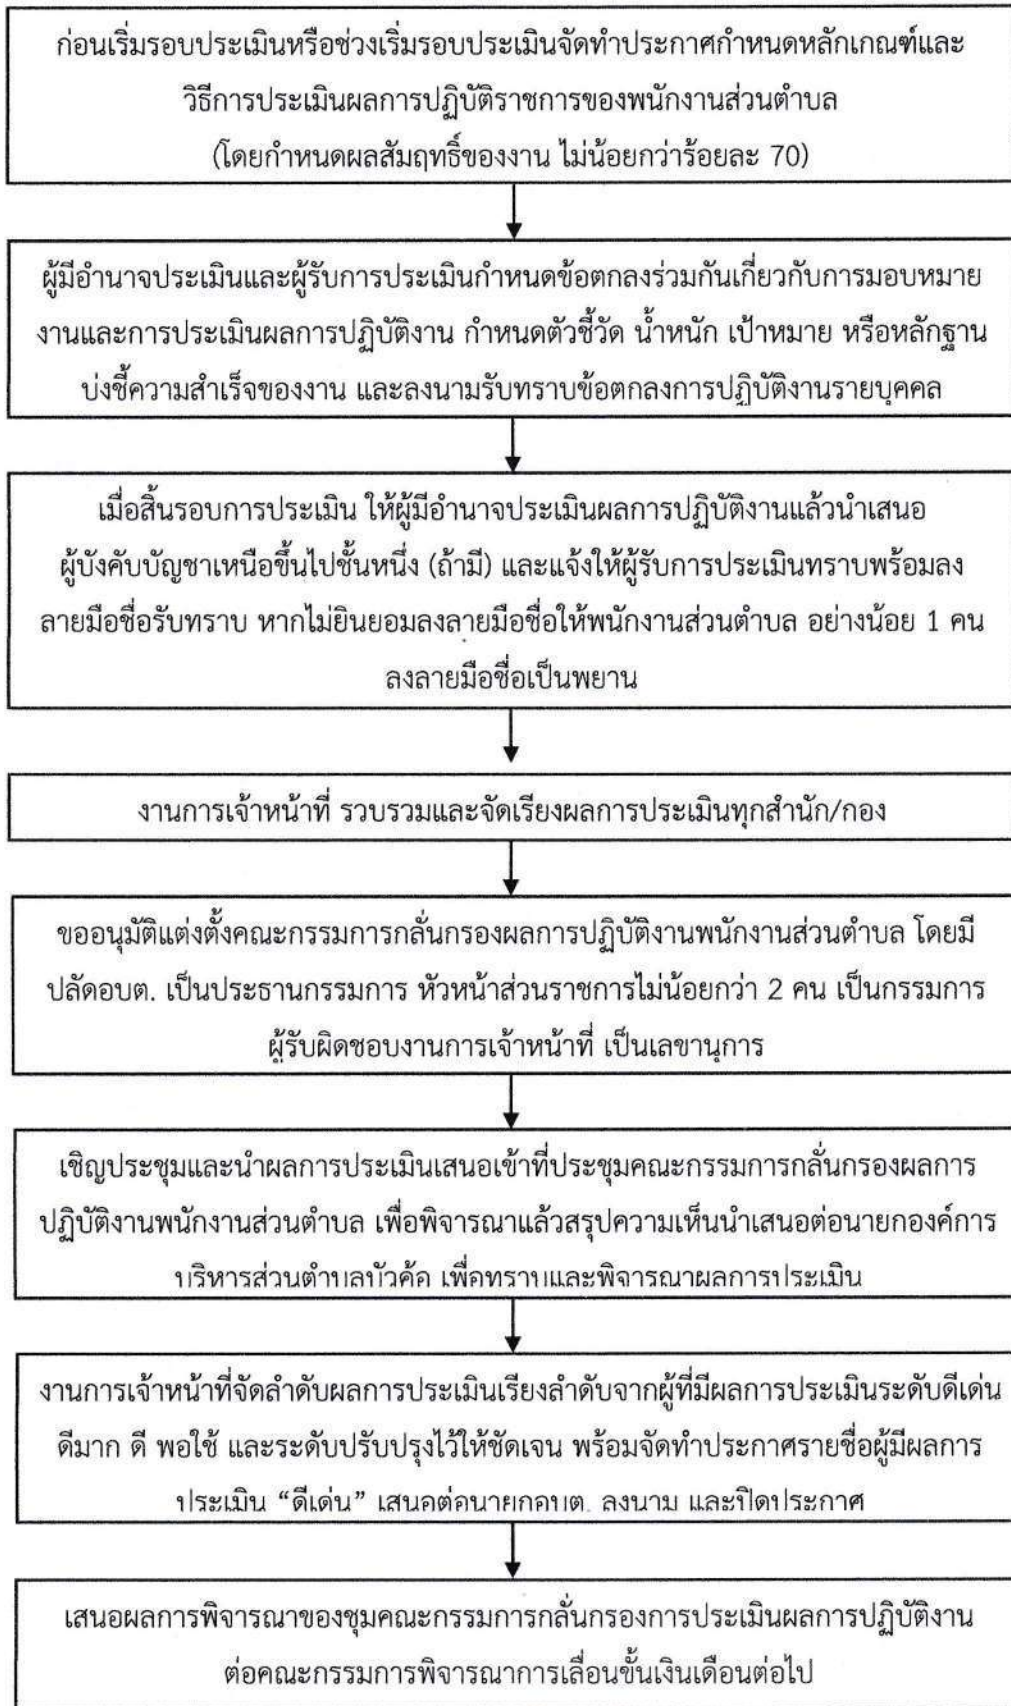 ก่อนเริ่มรอบประเมินหรือช่วงเริ่มรอบประเมินจัดทำประกาศกำหนดหลักเกณฑ์และ
วิธีการประเมินผลการปฏิบัติราชการของพนักงานส่วนตำบล
(โดยกำหนดผลสัมฤทธิ์ของงาน ไม่น้อยกว่าร้อยละ 70)
ผู้มีอำนาจประเมินและผู้รับการประเมินกำหนดข้อตกลงร่วมกันเกี่ยวกับการมอบหมาย
งานและการประเมินผลการปฏิบัติงาน กำหนดตัวชี้วัด น้ำหนัก เป้าหมาย หรือหลักฐาน
บ่งชี้ความสำเร็จของงาน และลงนามรับทราบข้อตกลงการปฏิบัติงานรายบุคคล
เมื่อสิ้นรอบการประเมิน ให้ผู้มีอำนาจประเมินผลการปฏิบัติงานแล้วนำเสนอ
ผู้บังคับบัญชาเหนือขึ้นไปชั้นหนึ่ง (ถ้ามี) และแจ้งให้ผู้รับการประเมินทราบพร้อมลง
ลายมือชื่อรับทราบ หากไม่ยินยอมลงลายมือชื่อให้พนักงานส่วนตำบล อย่างน้อย 1 คน
ลงลายมือชื่อเป็นพยาน
งานการเจ้าหน้าที่ รวบรวมและจัดเรียงผลการประเมินทุกสำนัก/กอง
ขออนุมัติแต่งตั้งคณะกรรมการกลั่นกรองผลการปฏิบัติงานพนักงานส่วนตำบล โดยมี
ปลัดอบต. เป็นประธานกรรมการ หัวหน้าส่วนราชการไม่น้อยกว่า 2 คน เป็นกรรมการ
ผู้รับผิดชอบงานการเจ้าหน้าที่ เป็นเลขานุการ
เชิญประชุมและนำผลการประเมินเสนอเข้าที่ประชุมคณะกรรมการกลั่นกรองผลการ
ปฏิบัติงานพนักงานส่วนตำบล เพื่อพิจารณาแล้วสรุปความเห็นนำเสนอต่อนายกองค์การ
บริหารส่วนตำบลบัวค้อ เพื่อทราบและพิจารณาผลการประเมิน
งานการเจ้าหน้าที่จัดลำดับผลการประเมินเรียงลำดับจากผู้ที่มีผลการประเมินระดับดีเด่น
ดีมาก ดี พอใช้ และระดับปรับปรุงไว้ให้ชัดเจน พร้อมจัดทำประกาศรายชื่อผู้มีผลการ
ประเมิน “ดีเด่น” เสนอต่อนายกอบต. ลงนาม และปิดประกาศ
เสนอผลการพิจารณาของชุมคณะกรรมการกลั่นกรองการประเมินผลการปฏิบัติงาน
ต่อคณะกรรมการพิจารณาการเลื่อนขั้นเงินเดือนต่อไป